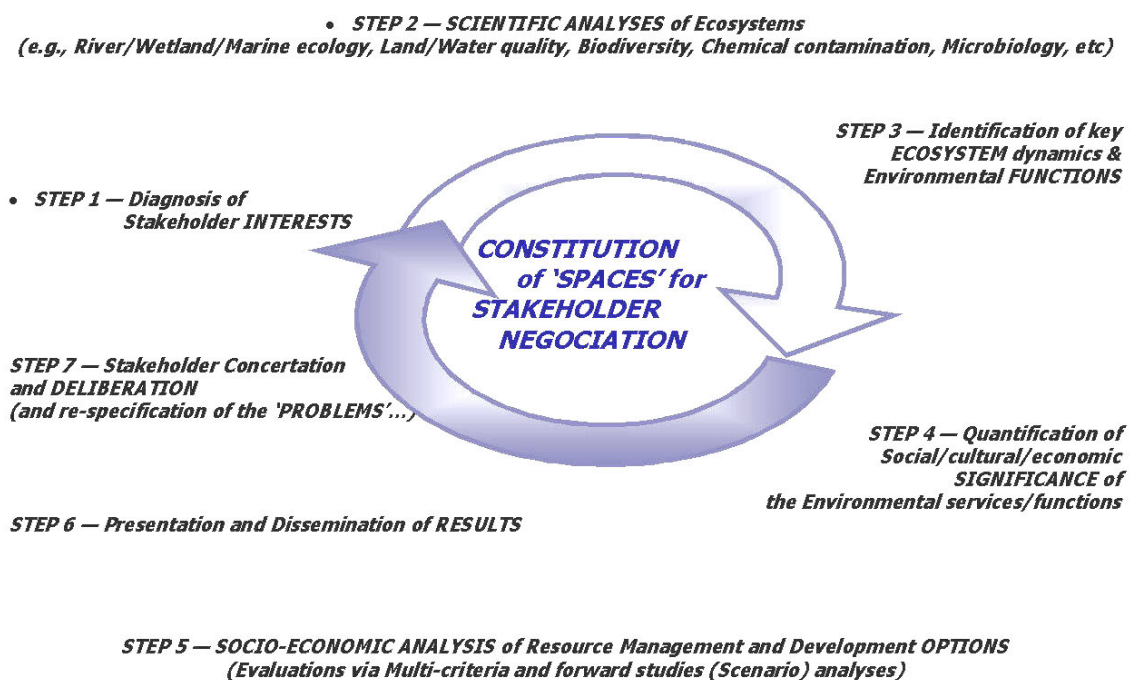 • STEP 2 — SCIENTIFIC ANALYSES of Ecosystems
(e.g., River/Wetland/Marine ecology, Land/Water quality, Biodiversity, Chemical contamination, Microbiology, etc)
STEP 3 — Identification of key
ECOSYSTEM dynamics &
Environmental FUNCTIONS
• STEP 1 — Diagnosis of
Stakeholder INTERESTS
CONSTITUTION
of ‘SPACES’ for
STAKEHOLDER
NEGOCIATION
STEP 7 — Stakeholder Concertation
and DELIBERATION
(and re-specification of the ‘PROBLEMS’...)
STEP 4 — Quantification of
Social/cultural/economic
SIGNIFICANCE of
the Environmental services/functions
STEP 6 — Presentation and Dissemination of RESULTS
STEP 5 — SOCIO-ECONOMIC ANALYSIS of Resource Management and Development OPTIONS
(Evaluations via Multi-criteria and forward studies (Scenario) analyses)